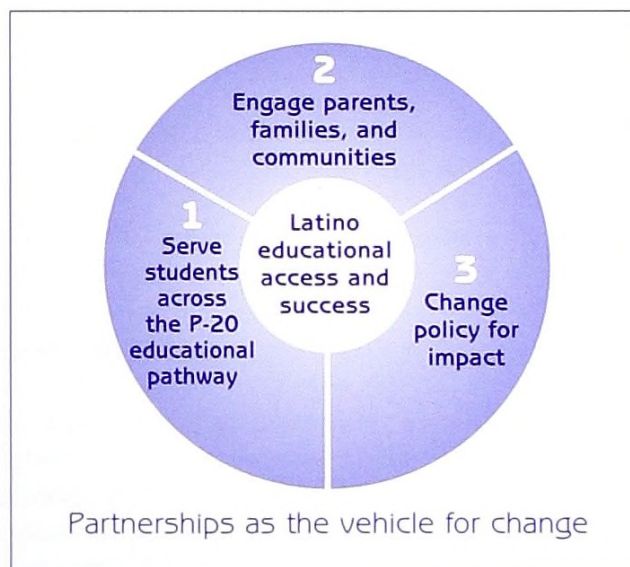 2
Engage parents,
families, and
communities
1
Serve
students
across
the P-20
educational
pathway
Latino
educational
access and
success
3
Change
policy for
impact
Partnerships as the vehicle for change